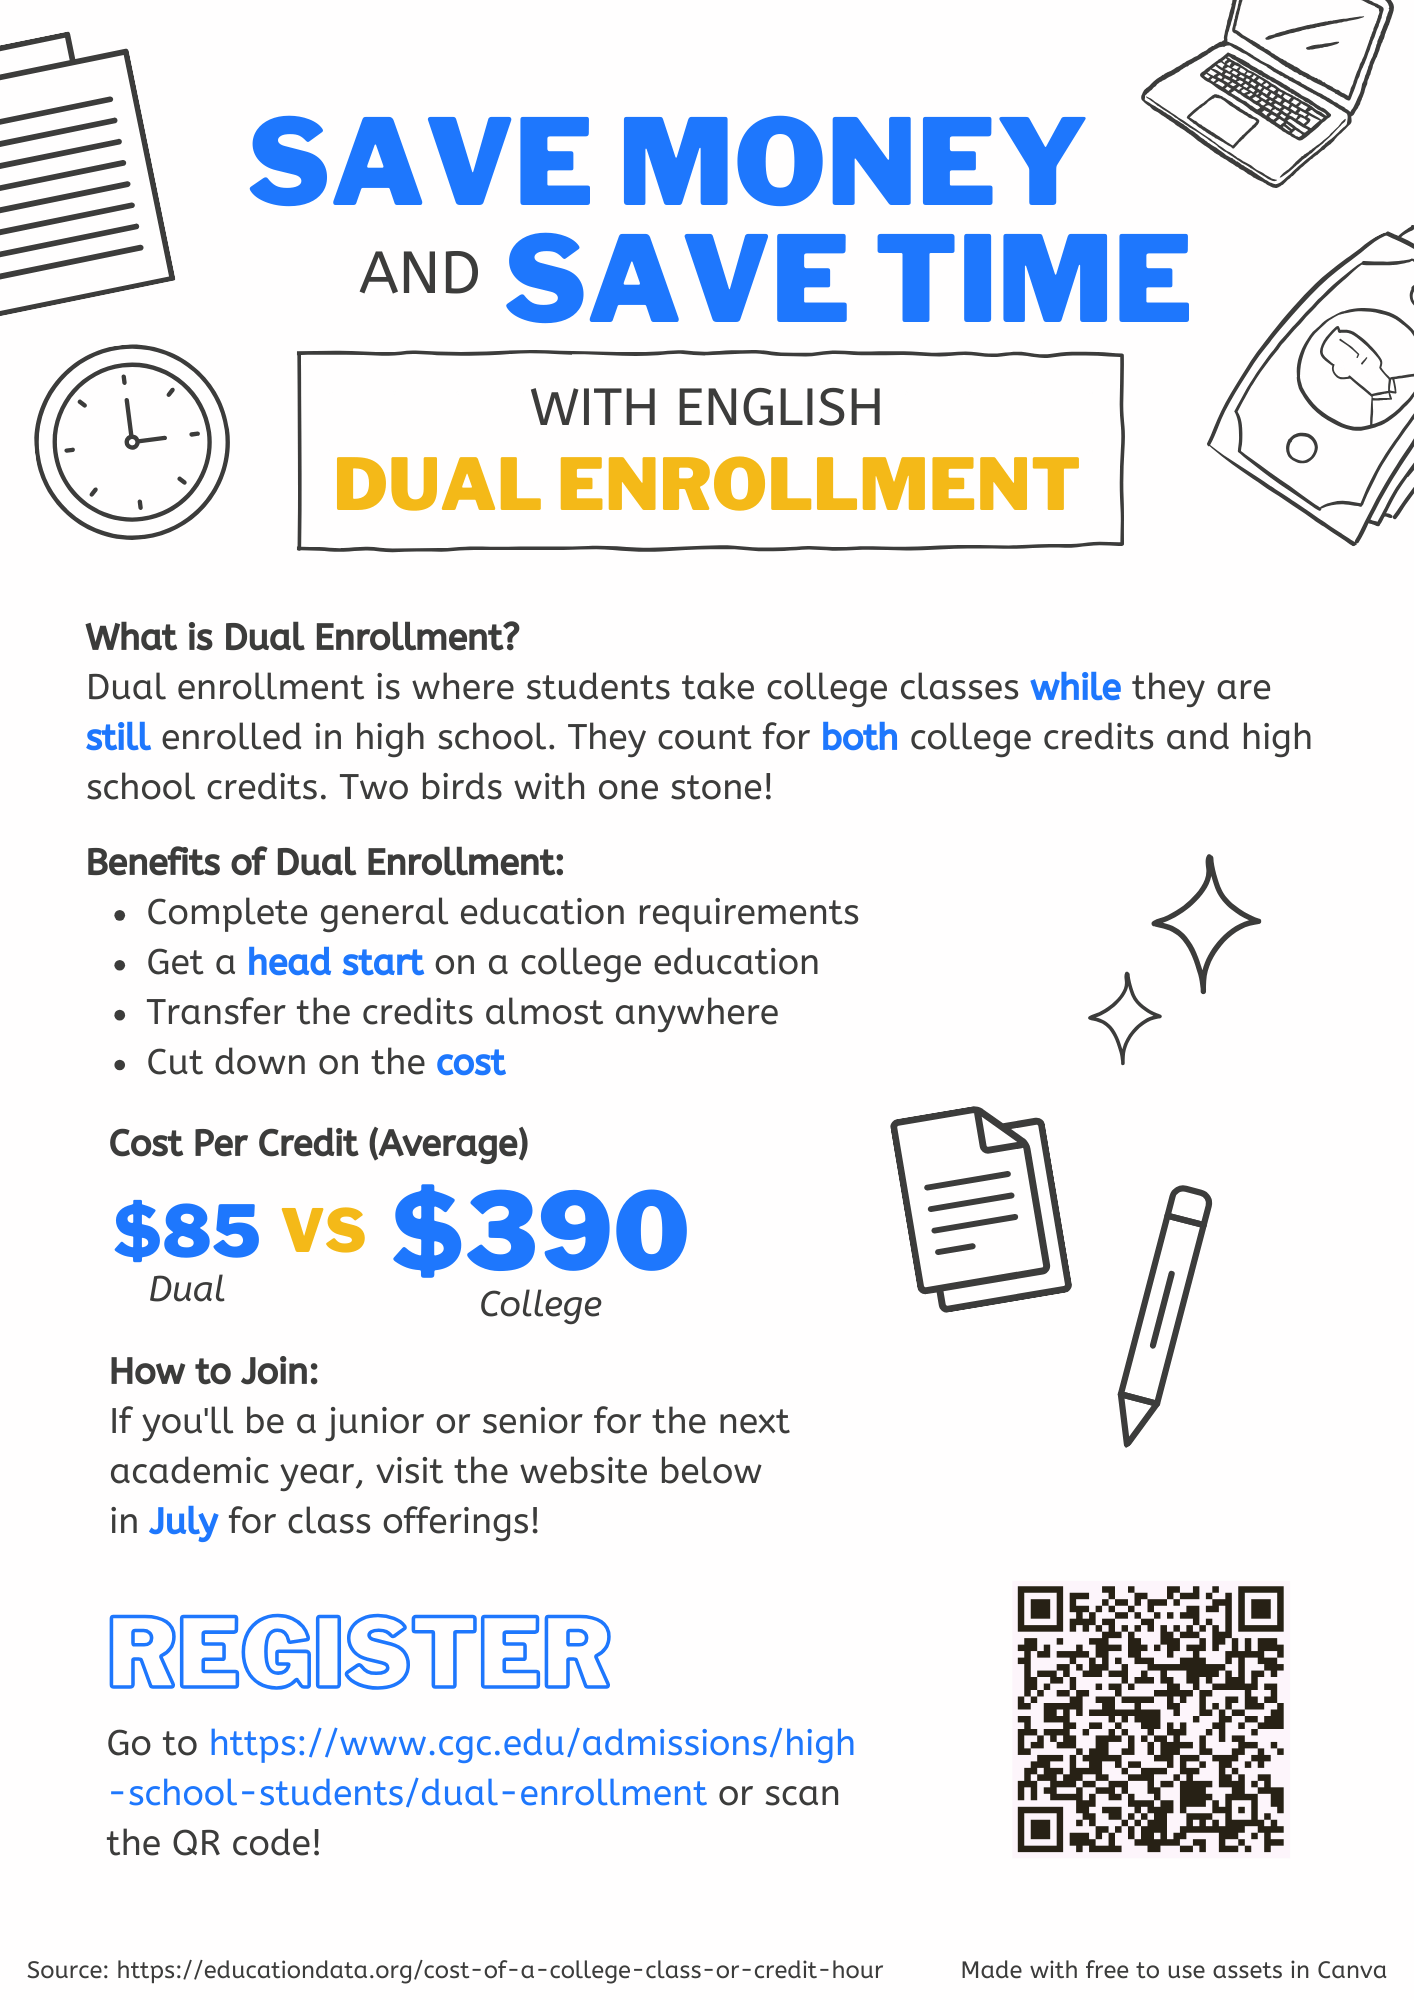 SAVE MONEY
AND SAVE TIME
WITH ENGLISH
DUAL ENROLLMENT
What is Dual Enrollment?
Dual enrollment is where students take college classes while they are
still enrolled in high school. They count for both college credits and high
school credits. Two birds with one stone!
Benefits of Dual Enrollment:
• Complete general education requirements
• Get a head start on a college education
• Transfer the credits almost anywhere
• Cut down on the cost
Cost Per Credit (Average)
$85 VS $390
Dual
College
How to Join:
If you'll be a junior or senior for the next
academic year, visit the website below
in July for class offerings!
REGISTER
Go to https://www.cgc.edu/admissions/high
-school-students/dual-enrollment or scan
the QR code!
Source: https://educationdata.org/cost-of-a-college-class-or-credit-hour
Made with free to use assets in Canva